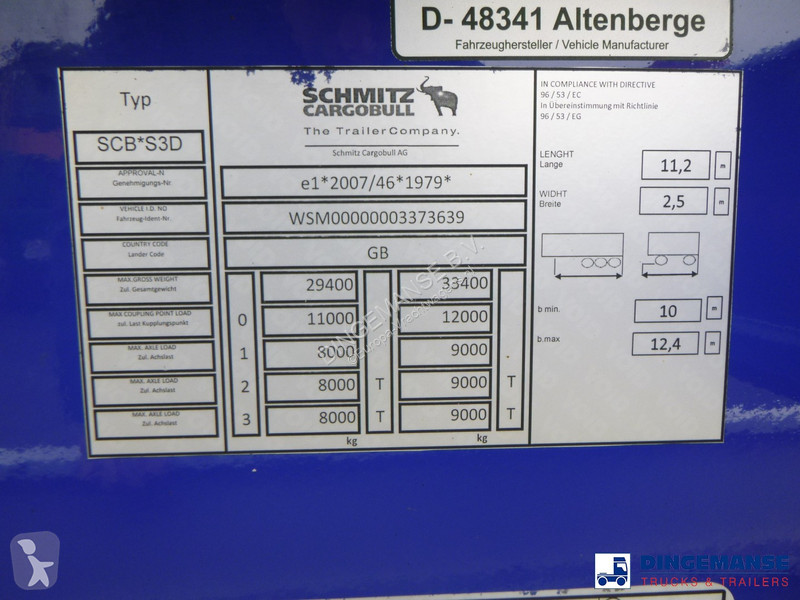 D- 48341 Altenberge
Fahrzeughersteller / Vehicle Manufacturer
Typ
SCB*S3D
SCHMITZ
CARGOBULL
The TrailerCompany.
Schmitz Cargobull AG
IN COMPLIANCE WITH DIRECTIVE
96 / 53 / EC
In Übereinstimmung mit Richtlinie
96 / 53 / EG
APPROVAL-N
Genehmigungs-Nr.
e1*2007/46*1979*
VEHICLE I.D. NO
Fahrzeug-Ident-Nr.
WSM00000003373639
COUNTRY CODE
Lander Code
GB
LENGHT
Lange
11,2 m
WIDHT
Breite
2,5 m
MAX.GROSS WEIGHT
Zul. Gesamtgewicht
29400 33400
MAX COUPLING POINT LOAD
zul. Last Kupplungspunkt
0 11000 12000
MAX. AXLE LOAD
Zul. Achslast
1 8000 9000
MAX. AXLE LOAD
Zul. Achslast
2 8000 T 9000 T
MAX. AXLE LOAD
Zul. Achslast
3 8000 T 9000 T
kg kg
b min. 10 m
b.max 12,4 m
DINGEMANSE B.V.
DINGEMANSE
TRUCKS & TRAILERS